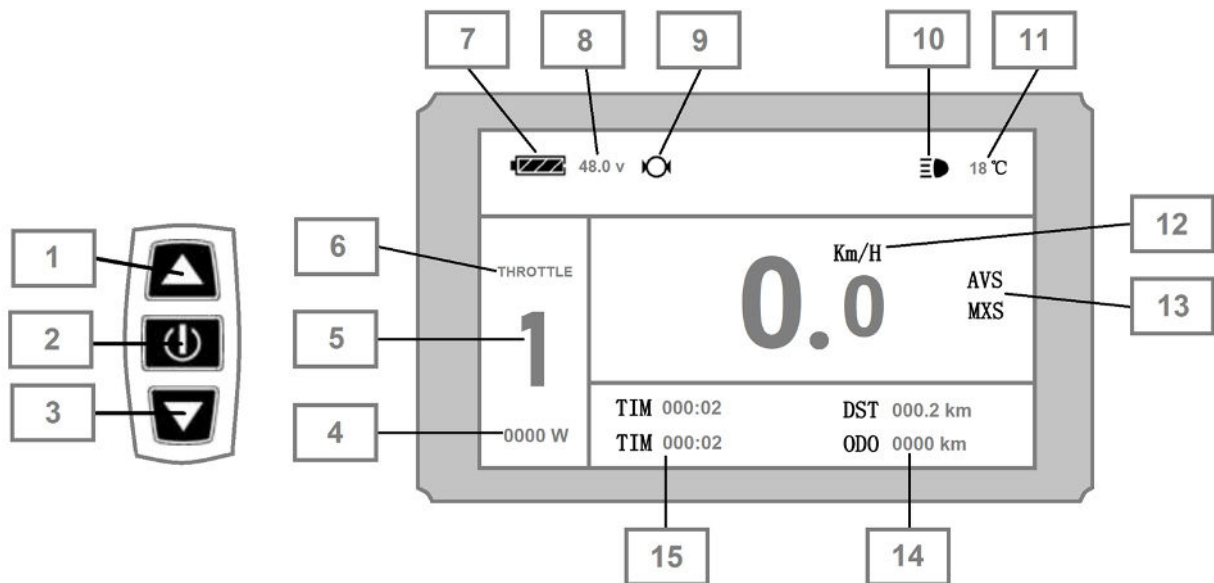 7 8 9 10 11
48.0 v 18 ℃
1
2
3
6
THROTTLE
5
1
4
0000 W
Km/H
0.0
AVS
MXS
12
13
TIM 000:02 DST 000.2 km
TIM 000:02 ODO 0000 km
15 14